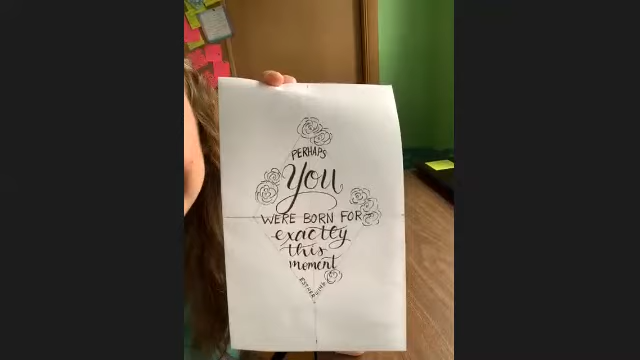 PERHAPS
You
WERE BORN FOR
exactly
this
moment